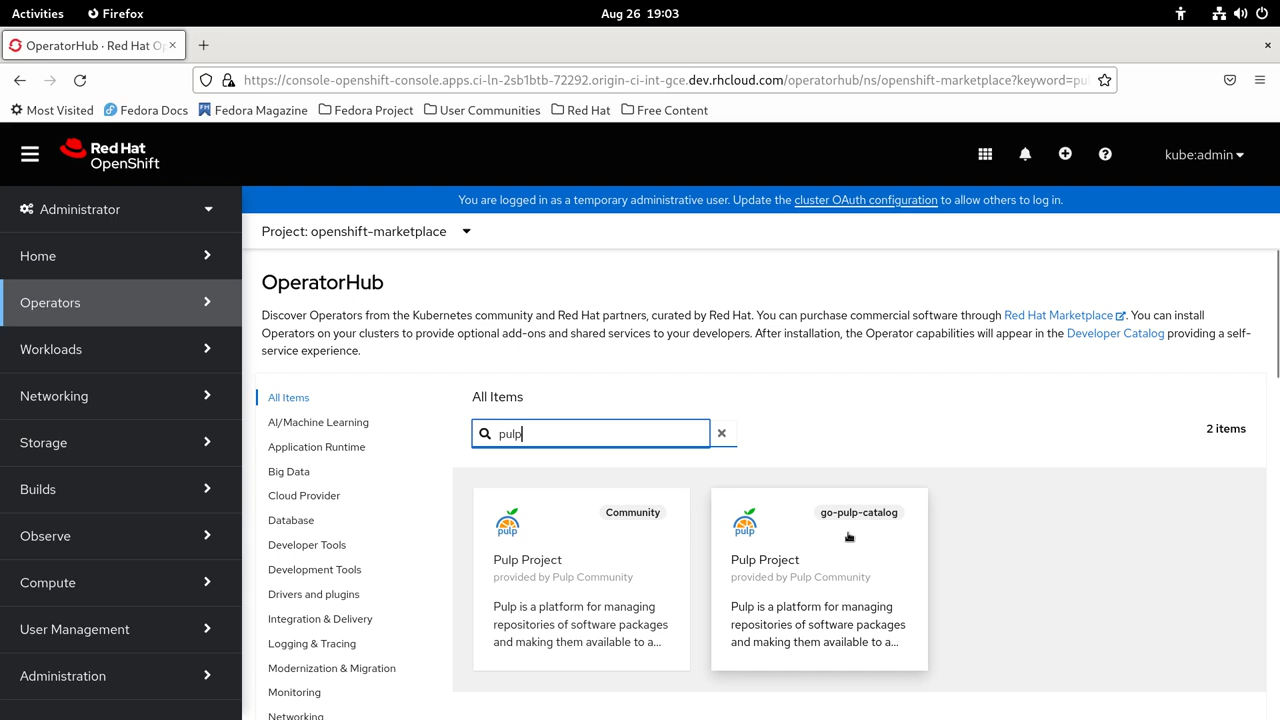 Activities
Firefox
Aug 26 19:03
OperatorHub · Red Hat O
https://console-openshift-console.apps.ci-ln-2sb1btb-72292.origin-ci-int-gce.dev.rhcloud.com/operatorhub/ns/openshift-marketplace?keyword=pu
Most Visited
Fedora Docs
Fedora Magazine
Fedora Project
User Communities
Red Hat
Free Content
Red Hat
OpenShift
kube:admin
Administrator
Home
Operators
Workloads
Networking
Storage
Builds
Observe
Compute
User Management
Administration
You are logged in as a temporary administrative user. Update the cluster OAuth configuration to allow others to log in.
Project: openshift-marketplace
OperatorHub
Discover Operators from the Kubernetes community and Red Hat partners, curated by Red Hat. You can purchase commercial software through Red Hat Marketplace. You can install
Operators on your clusters to provide optional add-ons and shared services to your developers. After installation, the Operator capabilities will appear in the Developer Catalog providing a self-
service experience.
All Items
AI/Machine Learning
Application Runtime
Big Data
Cloud Provider
Database
Developer Tools
Development Tools
Drivers and plugins
Integration & Delivery
Logging & Tracing
Modernization & Migration
Monitoring
Networking
All Items
pulp
2 items
pulp
Community
Pulp Project
provided by Pulp Community
Pulp is a platform for managing
repositories of software packages
and making them available to a...
pulp
go-pulp-catalog
Pulp Project
provided by Pulp Community
Pulp is a platform for managing
repositories of software packages
and making them available to a...